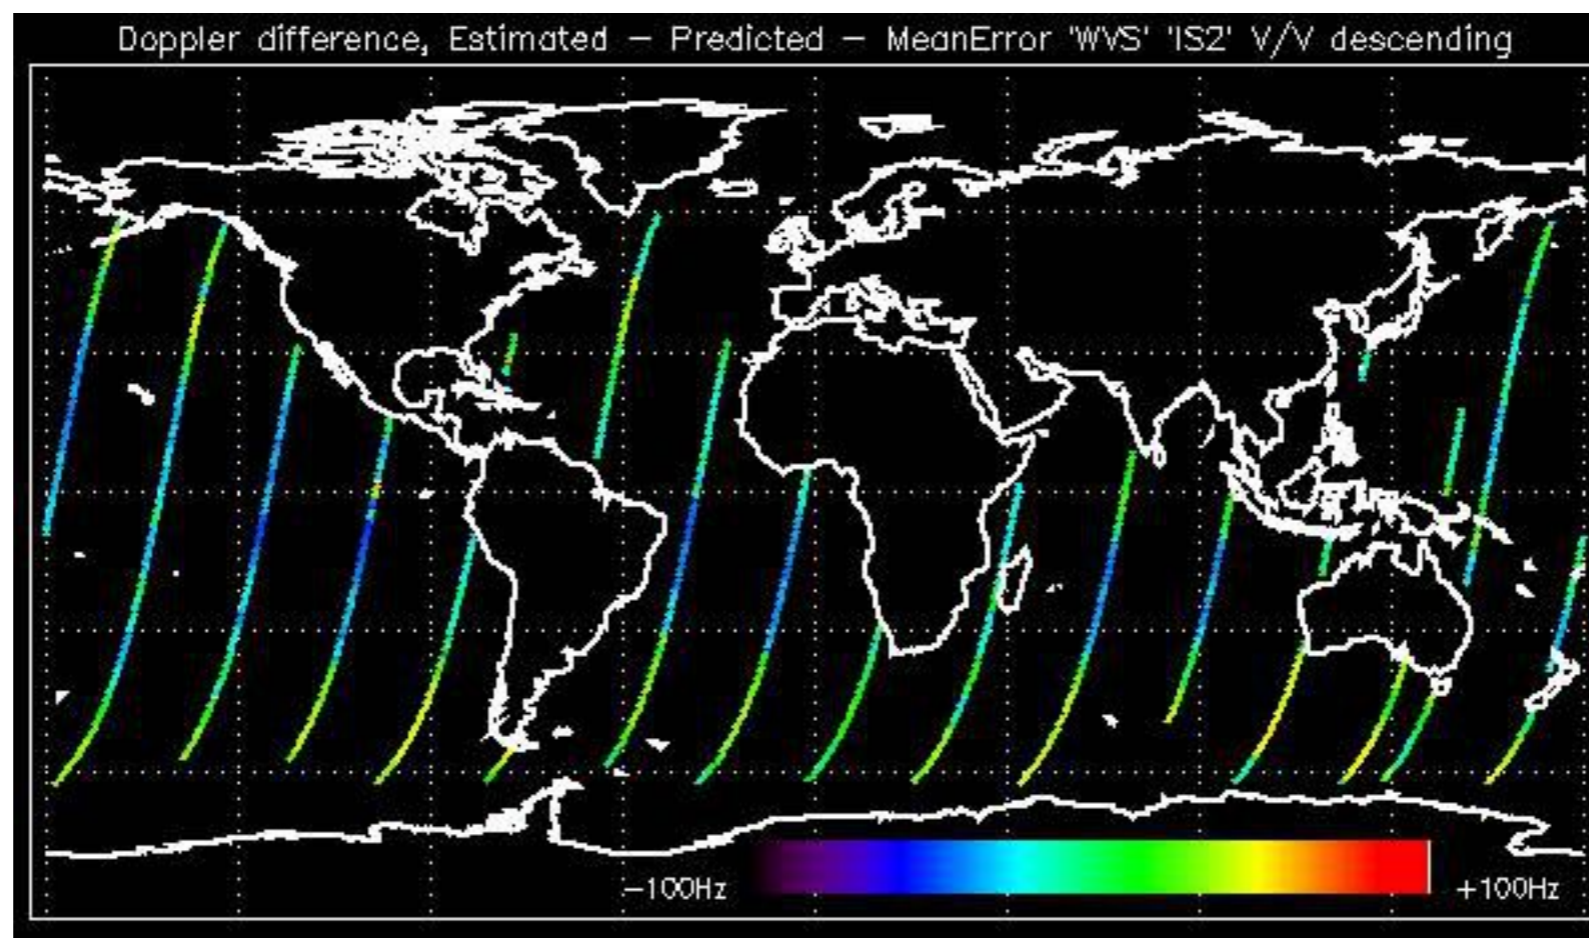 Doppler difference, Estimated – Predicted – MeanError 'WVS' 'IS2' V/V descending
-100Hz
+100Hz